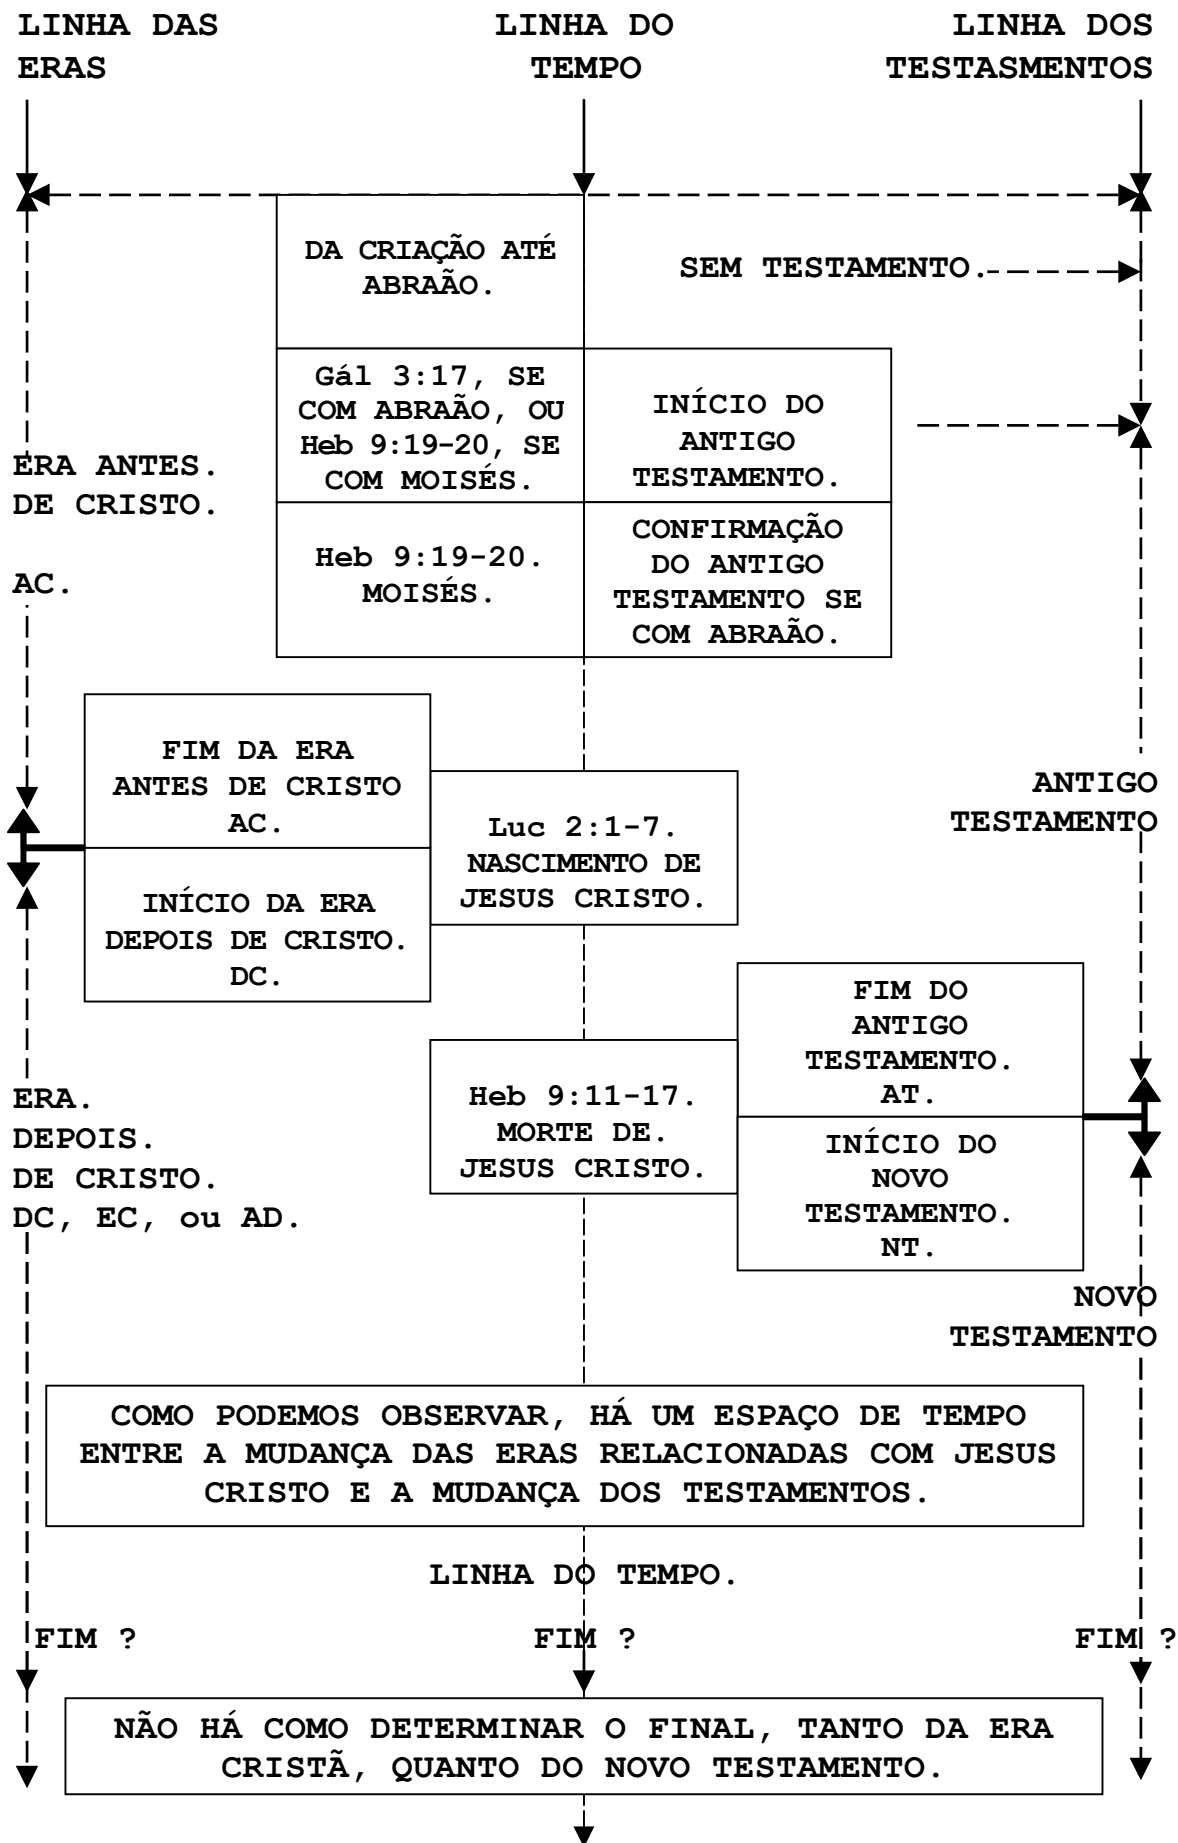 LINHA DAS
ERAS
LINHA DO
TEMPO
LINHA DOS
TESTASMENTOS
DA CRIAÇÃO ATÉ
ABRAÃO.
SEM TESTAMENTO.
Gál 3:17, SE
COM ABRAÃO, OU
Heb 9:19-20, SE
COM MOISÉS.
INÍCIO DO
ANTIGO
TESTAMENTO.
ERA ANTES.
DE CRISTO.
AC.
Heb 9:19-20.
MOISÉS.
CONFIRMAÇÃO
DO ANTIGO
TESTAMENTO SE
COM ABRAÃO.
FIM DA ERA
ANTES DE CRISTO
AC.
Luc 2:1-7.
NASCIMENTO DE
JESUS CRISTO.
ANTIGO
TESTAMENTO
INÍCIO DA ERA
DEPOIS DE CRISTO.
DC.
FIM DO
ANTIGO
TESTAMENTO.
AT.
ERA.
DEPOIS.
DE CRISTO.
DC, EC, ou AD.
Heb 9:11-17.
MORTE DE.
JESUS CRISTO.
INÍCIO DO
NOVO
TESTAMENTO.
NT.
NOVO
TESTAMENTO
COMO PODEMOS OBSERVAR, HÁ UM ESPAÇO DE TEMPO
ENTRE A MUDANÇA DAS ERAS RELACIONADAS COM JESUS
CRISTO E A MUDANÇA DOS TESTAMENTOS.
LINHA DO TEMPO.
FIM ?
FIM ?
FIM ?
NÃO HÁ COMO DETERMINAR O FINAL, TANTO DA ERA
CRISTÃ, QUANTO DO NOVO TESTAMENTO.